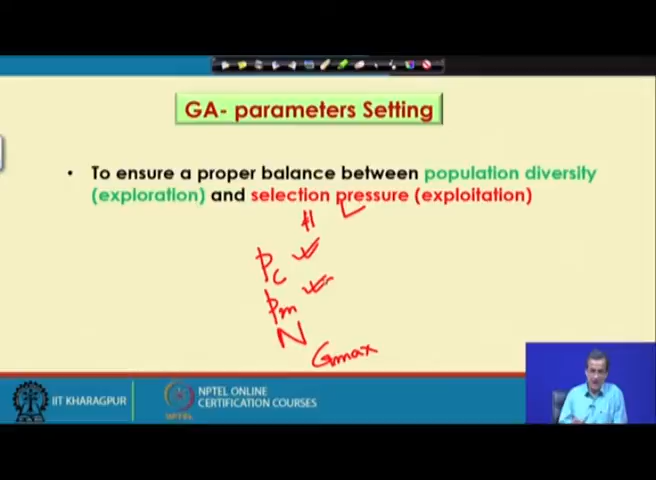 GA- parameters Setting
• To ensure a proper balance between population diversity
(exploration) and selection pressure (exploitation)
Pc
Pm
N
Gmax
IIT KHARAGPUR
NPTEL ONLINE
CERTIFICATION COURSES
NPTEL